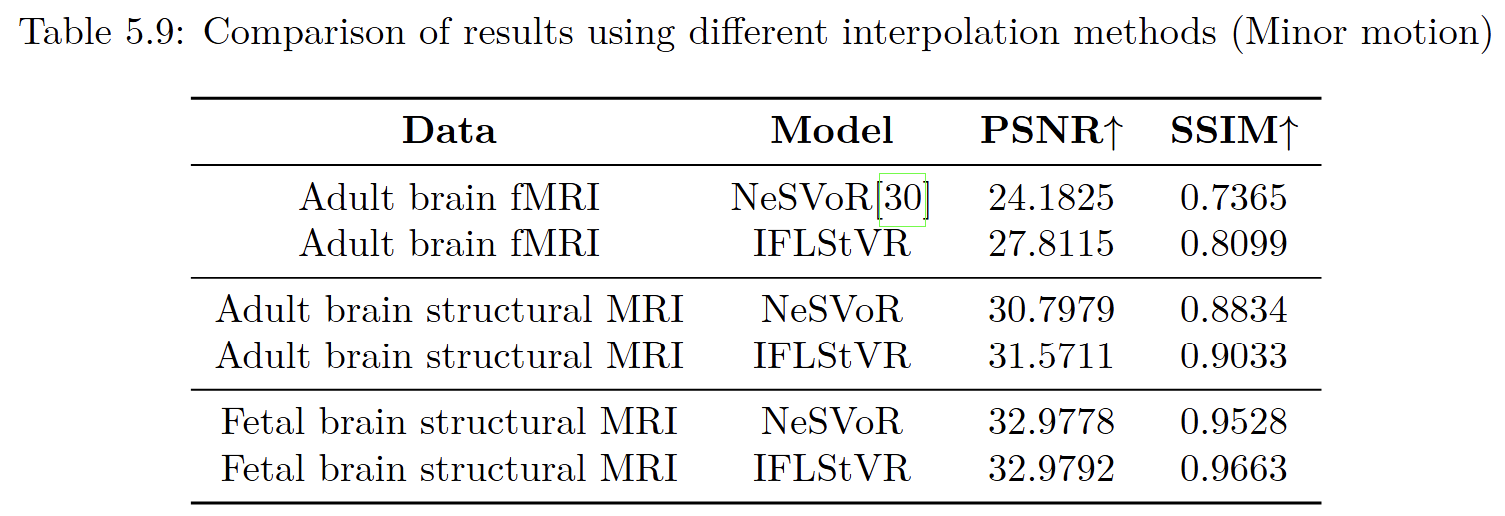 Table 5.9: Comparison of results using different interpolation methods (Minor motion)
Data Model PSNR↑ SSIM↑
Adult brain fMRI NeSVoR[30] 24.1825 0.7365
Adult brain fMRI IFLStVR 27.8115 0.8099
Adult brain structural MRI NeSVoR 30.7979 0.8834
Adult brain structural MRI IFLStVR 31.5711 0.9033
Fetal brain structural MRI NeSVoR 32.9778 0.9528
Fetal brain structural MRI IFLStVR 32.9792 0.9663